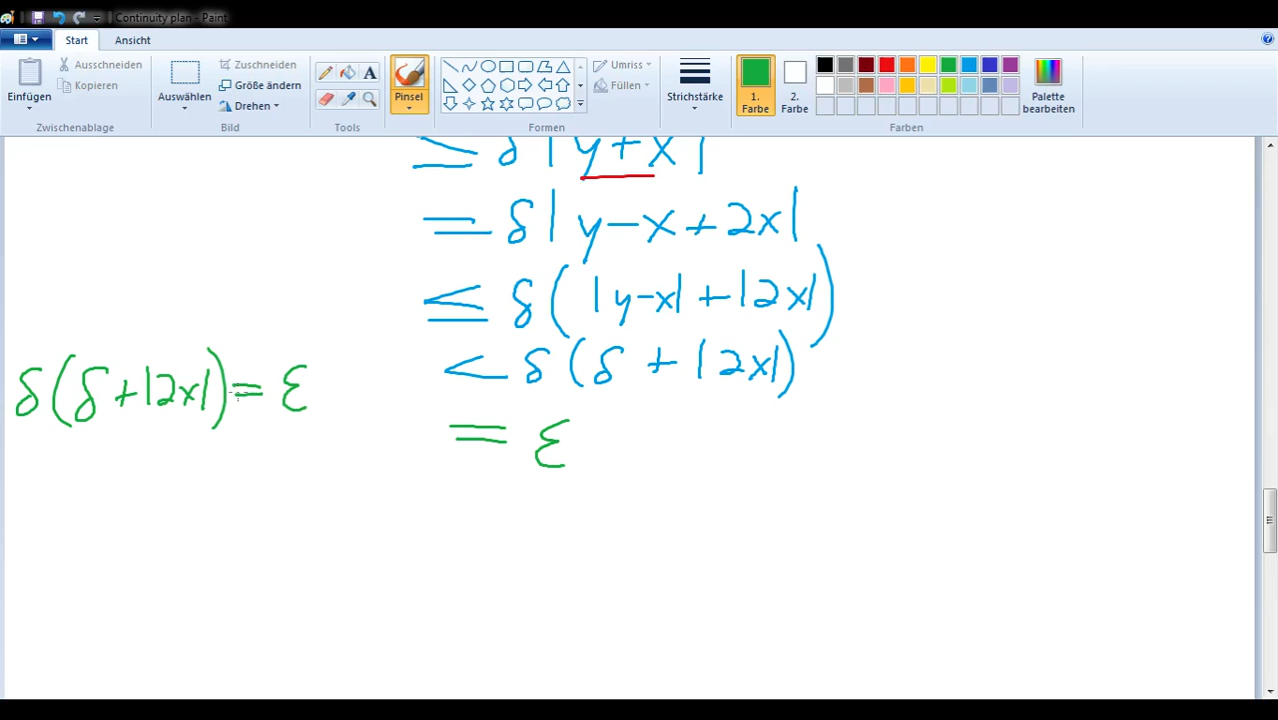 Continuity plan - Paint
Start Ansicht
Einfügen
Ausschneiden
Kopieren
Zwischenablage
Auswählen
Zuschneiden
Größe ändern
Drehen
Bild
Pinsel
A
Tools
Umriss
Füllen
Formen
Strichstärke
1. Farbe
2. Farbe
Palette bearbeiten
Farben
≤ δ|y+x|
= δ|y-x+2x|
≤ δ(|y-x|+|2x|)
< δ(δ+|2x|)
δ(δ+|2x|)= ε
= ε